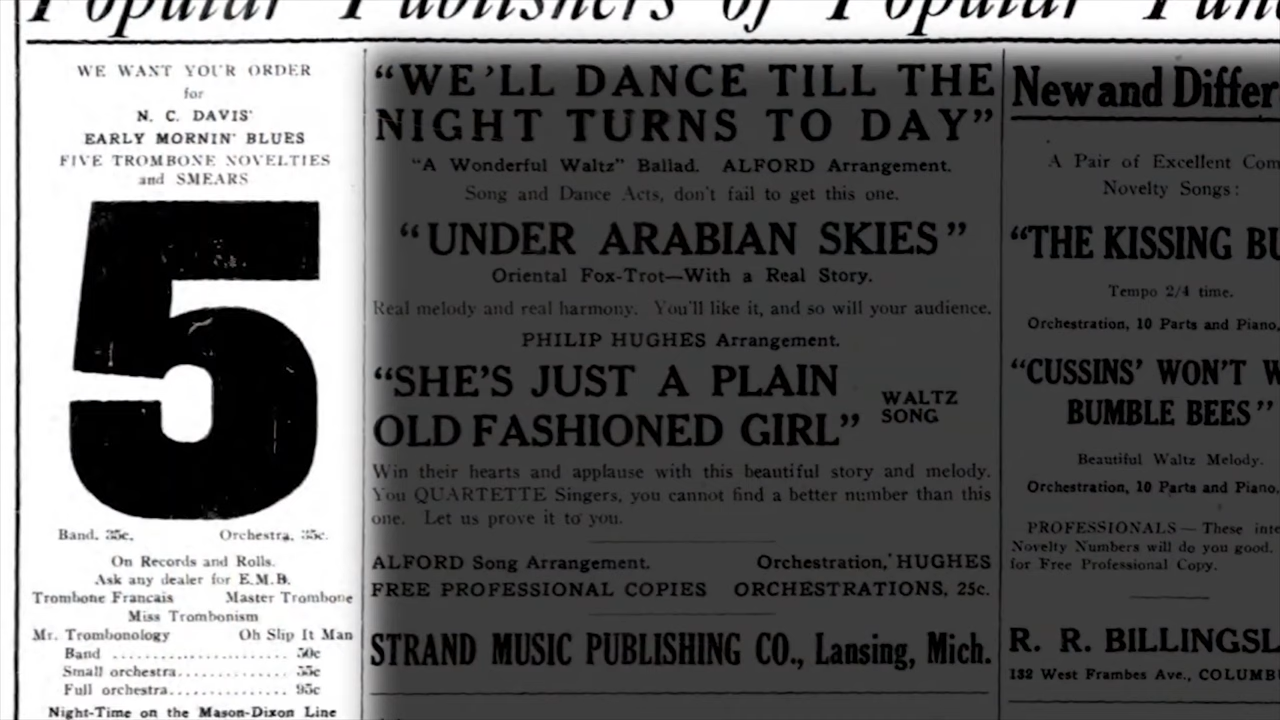 Popular Publishers of Popular
WE WANT YOUR ORDER
for
N. C. DAVIS'
EARLY MORNIN' BLUES
FIVE TROMBONE NOVELTIES
and SMEARS
5
Band, 35c. Orchestra, 35c.
On Records and Rolls.
Ask any dealer for E.M.B.
Trombone Francais Master Trombone
Miss Trombonism
Mr. Trombonology Oh Slip It Man
Band ........................ 50c
Small orchestra............... 55c
Full orchestra................ 95c
Night-Time on the Mason-Dixon Line
"WE'LL DANCE TILL THE
NIGHT TURNS TO DAY"
"A Wonderful Waltz" Ballad. ALFORD Arrangement.
Song and Dance Acts, don't fail to get this one.
"UNDER ARABIAN SKIES"
Oriental Fox-Trot—With a Real Story.
Real melody and real harmony. You'll like it, and so will your audience.
PHILIP HUGHES Arrangement.
"SHE'S JUST A PLAIN
OLD FASHIONED GIRL"
WALTZ
SONG
Win their hearts and applause with this beautiful story and melody.
You QUARTETTE Singers, you cannot find a better number than this
one. Let us prove it to you.
ALFORD Song Arrangement. Orchestration, HUGHES
FREE PROFESSIONAL COPIES ORCHESTRATIONS, 25c.
STRAND MUSIC PUBLISHING CO., Lansing, Mich.
New and Differ
A Pair of Excellent Com
Novelty Songs:
"THE KISSING BU
Tempo 2/4 time.
Orchestration, 10 Parts and Piano,
"CUSSINS' WON'T W
BUMBLE BEES"
Beautiful Waltz Melody.
Orchestration, 10 Parts and Piano,
PROFESSIONALS — These inte
Novelty Numbers will do you good.
for Free Professional Copy.
R. R. BILLINGSL
132 West Frambes Ave., COLUMB